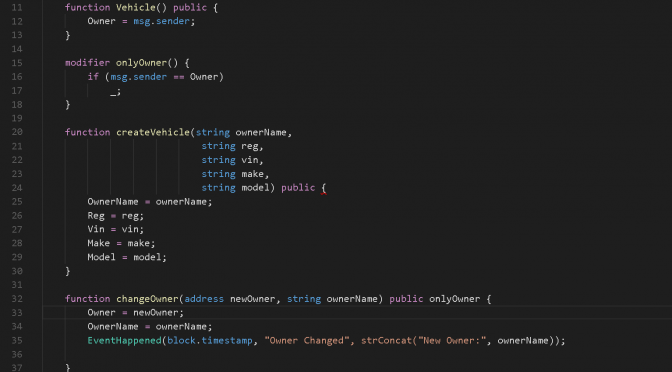 11 function Vehicle() public {
12 Owner = msg.sender;
13 }
14
15 modifier onlyOwner() {
16 if (msg.sender == Owner)
17 _;
18 }
19
20 function createVehicle(string ownerName,
21 string reg,
22 string vin,
23 string make,
24 string model) public {
25 OwnerName = ownerName;
26 Reg = reg;
27 Vin = vin;
28 Make = make;
29 Model = model;
30 }
31
32 function changeOwner(address newOwner, string ownerName) public onlyOwner {
33 Owner = newOwner;
34 OwnerName = ownerName;
35 EventHappened(block.timestamp, "Owner Changed", strConcat("New Owner:", ownerName));
36
37 }